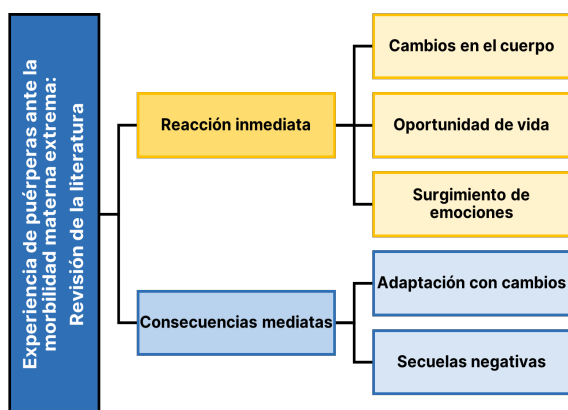 Experiencia de puérperas ante la
morbilidad materna extrema:
Revisión de la literatura
Reacción inmediata
Cambios en el cuerpo
Oportunidad de vida
Surgimiento de
emociones
Consecuencias mediatas
Adaptación con cambios
Secuelas negativas